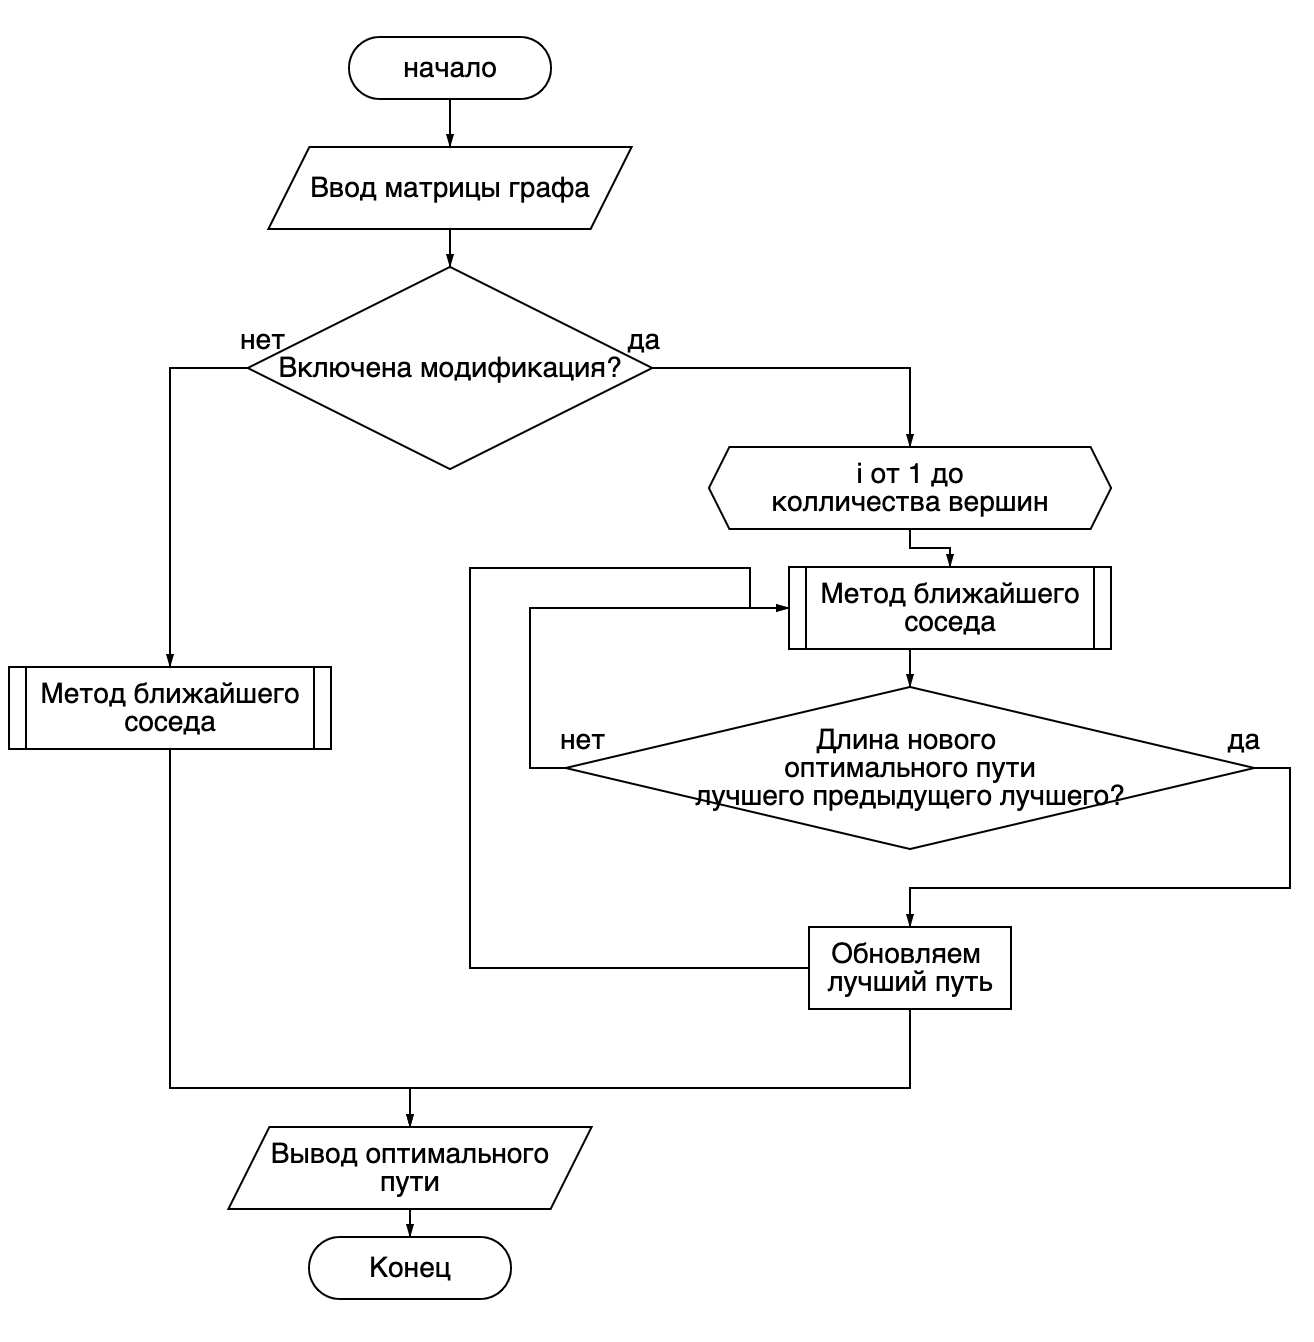 начало
Ввод матрицы графа
нет
да
Включена модификация?
i от 1 до
колличества вершин
Метод ближайшего
соседа
Метод ближайшего
соседа
нет
Длина нового
оптимального пути
лучшего предыдущего лучшего?
да
Обновляем
лучший путь
Вывод оптимального
пути
Конец